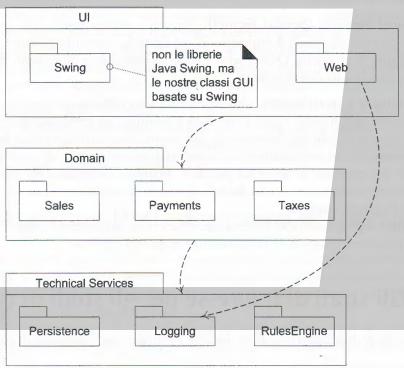 UI
Swing
non le librerie
Java Swing, ma
le nostre classi GUI
basate su Swing
Web
Domain
Sales
Payments
Taxes
Technical Services
Persistence
Logging
RulesEngine